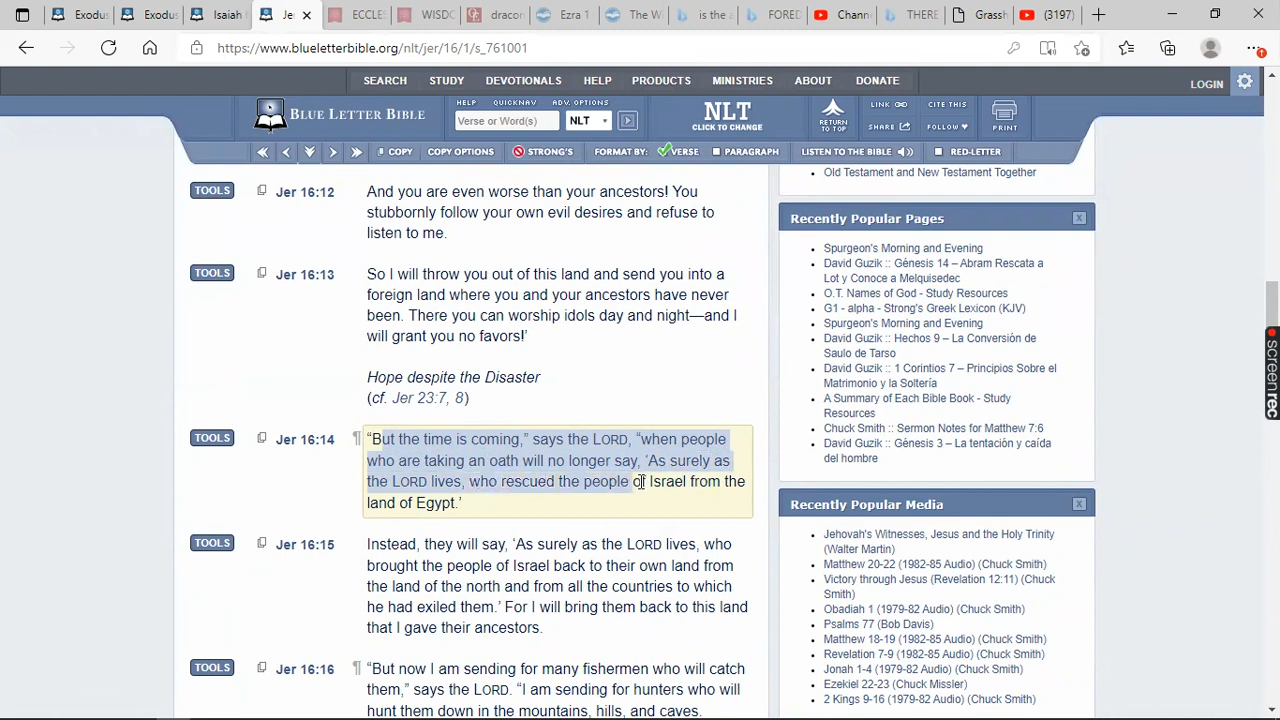 Exodus
Exodus
Isaiah
Je
ECCLES
WISDO
dracon
Ezra 1
The Wi
is the a
FORED
Chann
THERE
Grassh
(3197)
https://www.blueletterbible.org/nlt/jer/16/1/s_761001
SEARCH STUDY DEVOTIONALS HELP PRODUCTS MINISTRIES ABOUT DONATE
LOGIN
BLUE LETTER BIBLE
HELP QUICKNAV ADV. OPTIONS
Verse or Word(s) NLT
NLT
CLICK TO CHANGE
RETURN
TO TOP
LINK CITE THIS
SHARE FOLLOW
PRINT
COPY COPY OPTIONS STRONG'S FORMAT BY: VERSE PARAGRAPH LISTEN TO THE BIBLE RED-LETTER
TOOLS Jer 16:12 And you are even worse than your ancestors! You
stubbornly follow your own evil desires and refuse to
listen to me.
TOOLS Jer 16:13 So I will throw you out of this land and send you into a
foreign land where you and your ancestors have never
been. There you can worship idols day and night—and I
will grant you no favors!’
Hope despite the Disaster
(cf. Jer 23:7, 8)
TOOLS Jer 16:14 ¶ “But the time is coming,” says the LORD, “when people
who are taking an oath will no longer say, ‘As surely as
the LORD lives, who rescued the people of Israel from the
land of Egypt.’
TOOLS Jer 16:15 Instead, they will say, ‘As surely as the LORD lives, who
brought the people of Israel back to their own land from
the land of the north and from all the countries to which
he had exiled them.’ For I will bring them back to this land
that I gave their ancestors.
TOOLS Jer 16:16 ¶ “But now I am sending for many fishermen who will catch
them,” says the LORD. “I am sending for hunters who will
hunt them down in the mountains, hills, and caves.
Old Testament and New Testament Together
Recently Popular Pages
Spurgeon's Morning and Evening
David Guzik :: Génesis 14 – Abram Rescata a
Lot y Conoce a Melquisedec
O.T. Names of God - Study Resources
G1 - alpha - Strong's Greek Lexicon (KJV)
Spurgeon's Morning and Evening
David Guzik :: Hechos 9 – La Conversión de
Saulo de Tarso
David Guzik :: 1 Corintios 7 – Principios Sobre el
Matrimonio y la Soltería
A Summary of Each Bible Book - Study
Resources
Chuck Smith :: Sermon Notes for Matthew 7:6
David Guzik :: Génesis 3 – La tentación y caída
del hombre
Recently Popular Media
Jehovah's Witnesses, Jesus and the Holy Trinity
(Walter Martin)
Matthew 20-22 (1982-85 Audio) (Chuck Smith)
Victory through Jesus (Revelation 12:11) (Chuck
Smith)
Obadiah 1 (1979-82 Audio) (Chuck Smith)
Psalms 77 (Bob Davis)
Matthew 18-19 (1982-85 Audio) (Chuck Smith)
Revelation 7-9 (1982-85 Audio) (Chuck Smith)
Jonah 1-4 (1979-82 Audio) (Chuck Smith)
Ezekiel 22-23 (Chuck Missler)
2 Kings 9-16 (1979-82 Audio) (Chuck Smith)
screenrec